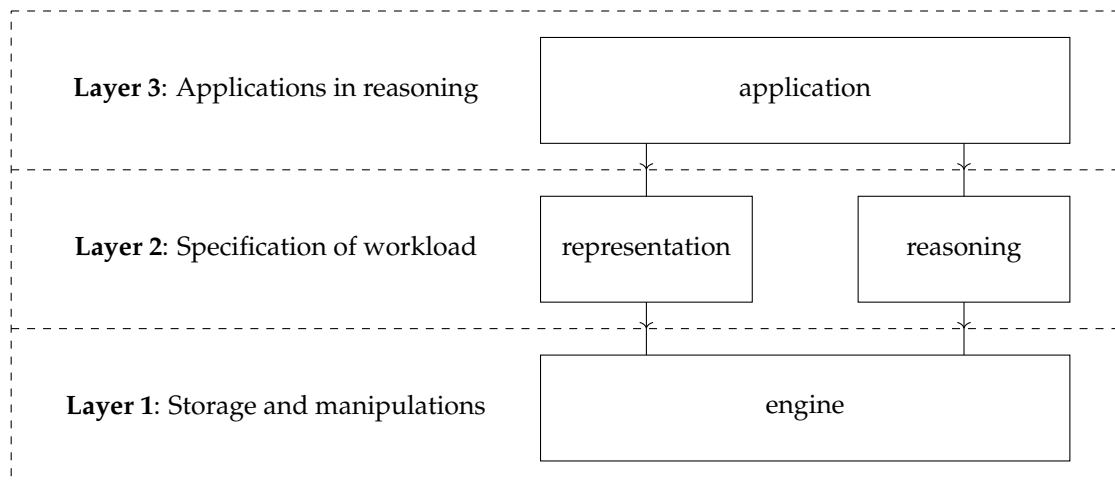 Layer 3: Applications in reasoning
application
Layer 2: Specification of workload
representation
reasoning
Layer 1: Storage and manipulations
engine